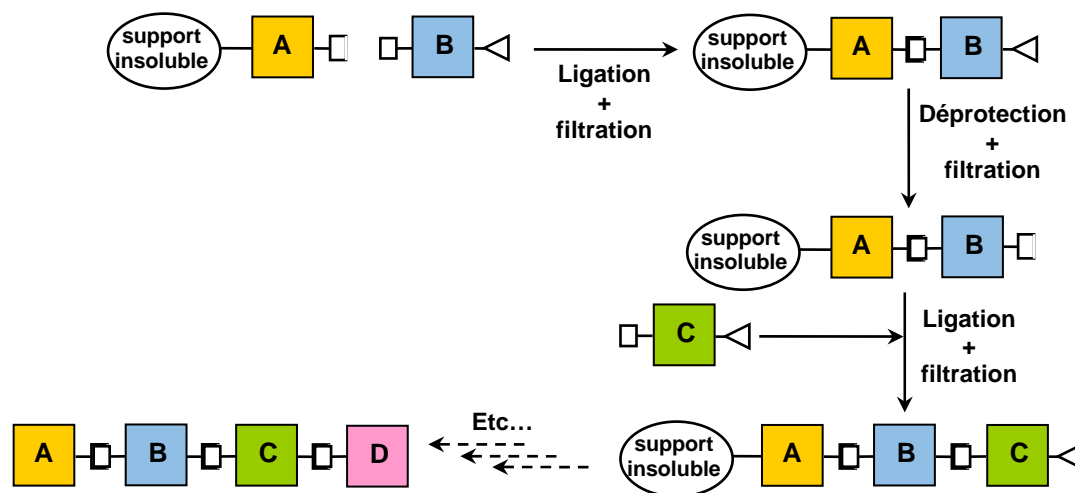 support
insoluble
A
B
Ligation
+
filtration
support
insoluble
A
B
Déprotection
+
filtration
support
insoluble
A
B
C
Ligation
+
filtration
Etc…
A
B
C
D
support
insoluble
A
B
C